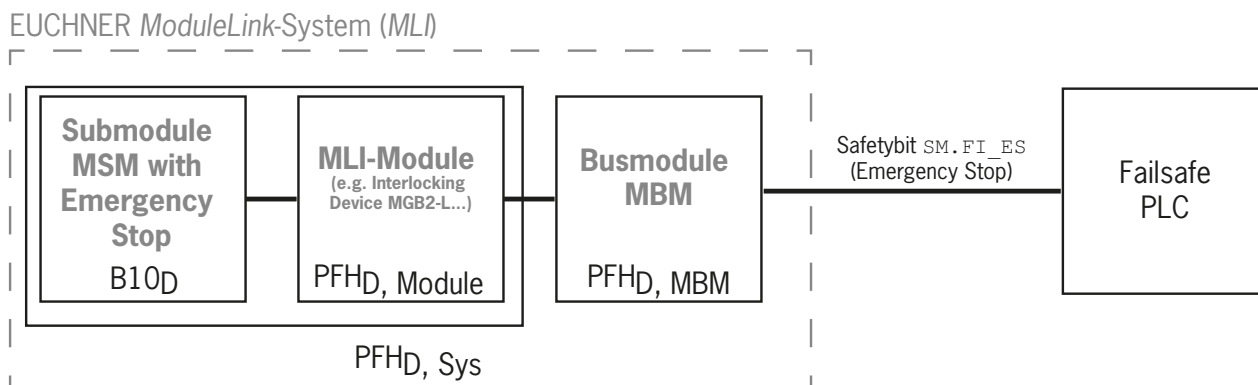 EUCHNER ModuleLink-System (MLI)
Submodule
MSM with
Emergency
Stop
B10D
MLI-Module
(e.g. Interlocking
Device MGB2-L...)
PFHD, Module
Busmodule
MBM
PFHD, MBM
Safetybit SM.FI_ES
(Emergency Stop)
Failsafe
PLC
PFHD, Sys